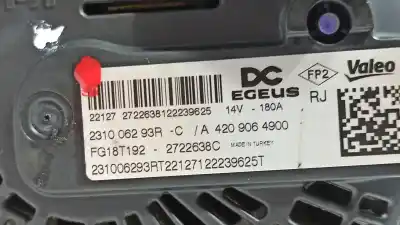 DC
EGEUS
FP2
Valeo
22127 2722638122239625 14V - 180A RJ
2310 062 93R -C / A 420 906 4900
FG18T192 - 2722638C MADE IN TURKEY
231006293RT22127122239625T